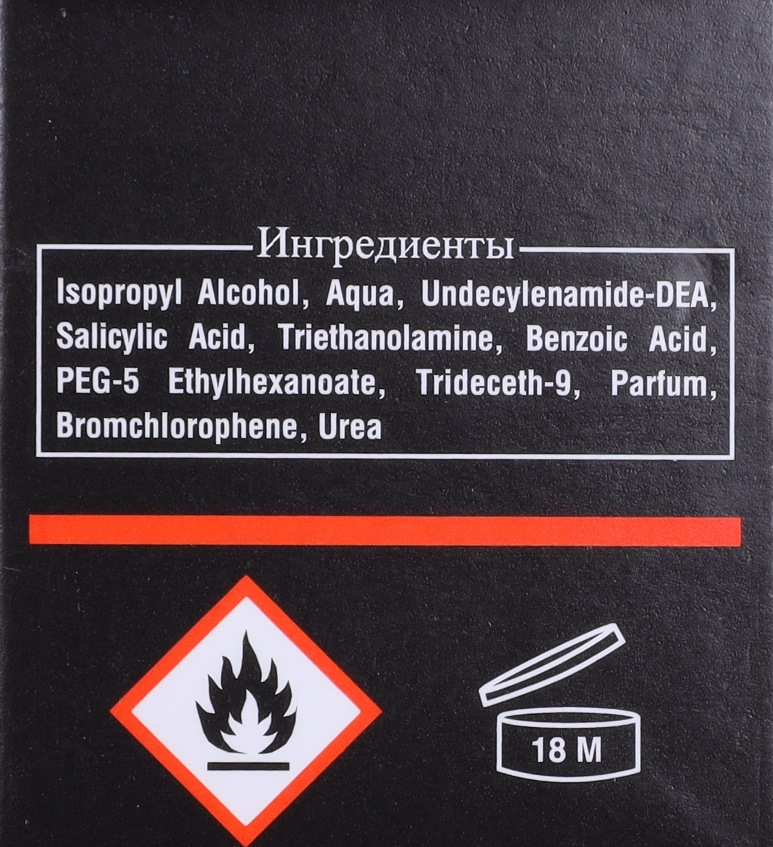 Ингредиенты
Isopropyl Alcohol, Aqua, Undecylenamide-DEA,
Salicylic Acid, Triethanolamine, Benzoic Acid,
PEG-5 Ethylhexanoate, Trideceth-9, Parfum,
Bromchlorophene, Urea
18 M